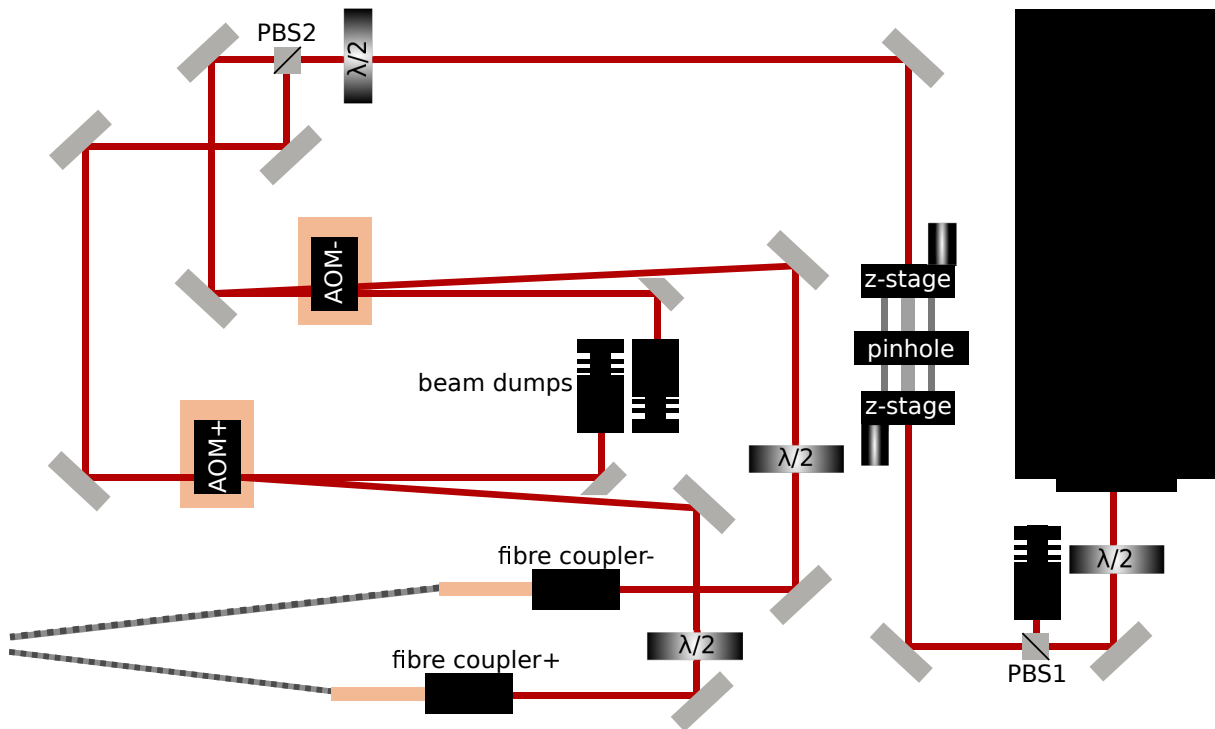 PBS2
λ/2
AOM-
z-stage
pinhole
z-stage
beam dumps
AOM+
λ/2
fibre coupler-
λ/2
λ/2
fibre coupler+
PBS1